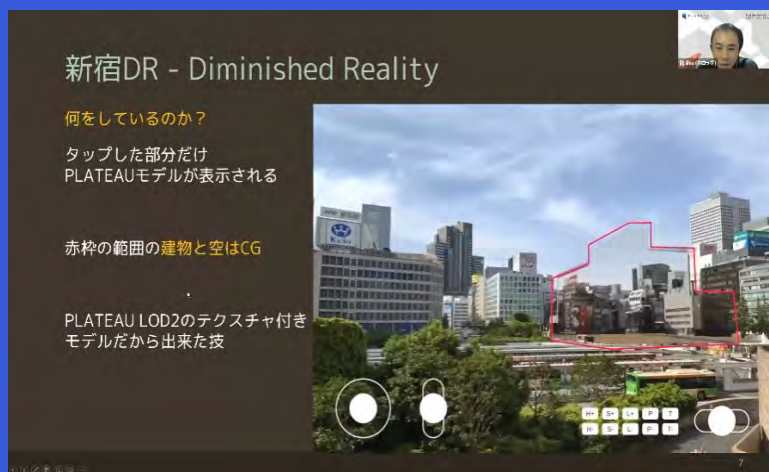 新宿DR - Diminished Reality
何をしているのか？
タップした部分だけ
PLATEAUモデルが表示される
赤枠の範囲の建物と空はCG
PLATEAU LOD2のテクスチャ付き
モデルだから出来た技
H+ S+ L+ P T
H- S- L- P- T-
7